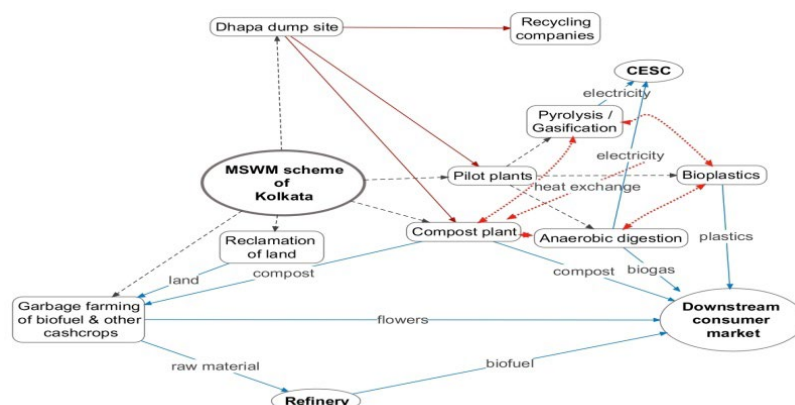 Dhapa dump site
Recycling
companies
CESC
electricity
Pyrolysis /
Gasification
electricity
MSWM scheme
of
Kolkata
Pilot plants
heat exchange
Bioplastics
Reclamation
of land
Compost plant
Anaerobic digestion
plastics
land
compost
compost
biogas
Garbage farming
of biofuel & other
cashcrops
flowers
Downstream
consumer
market
raw material
biofuel
Refinery